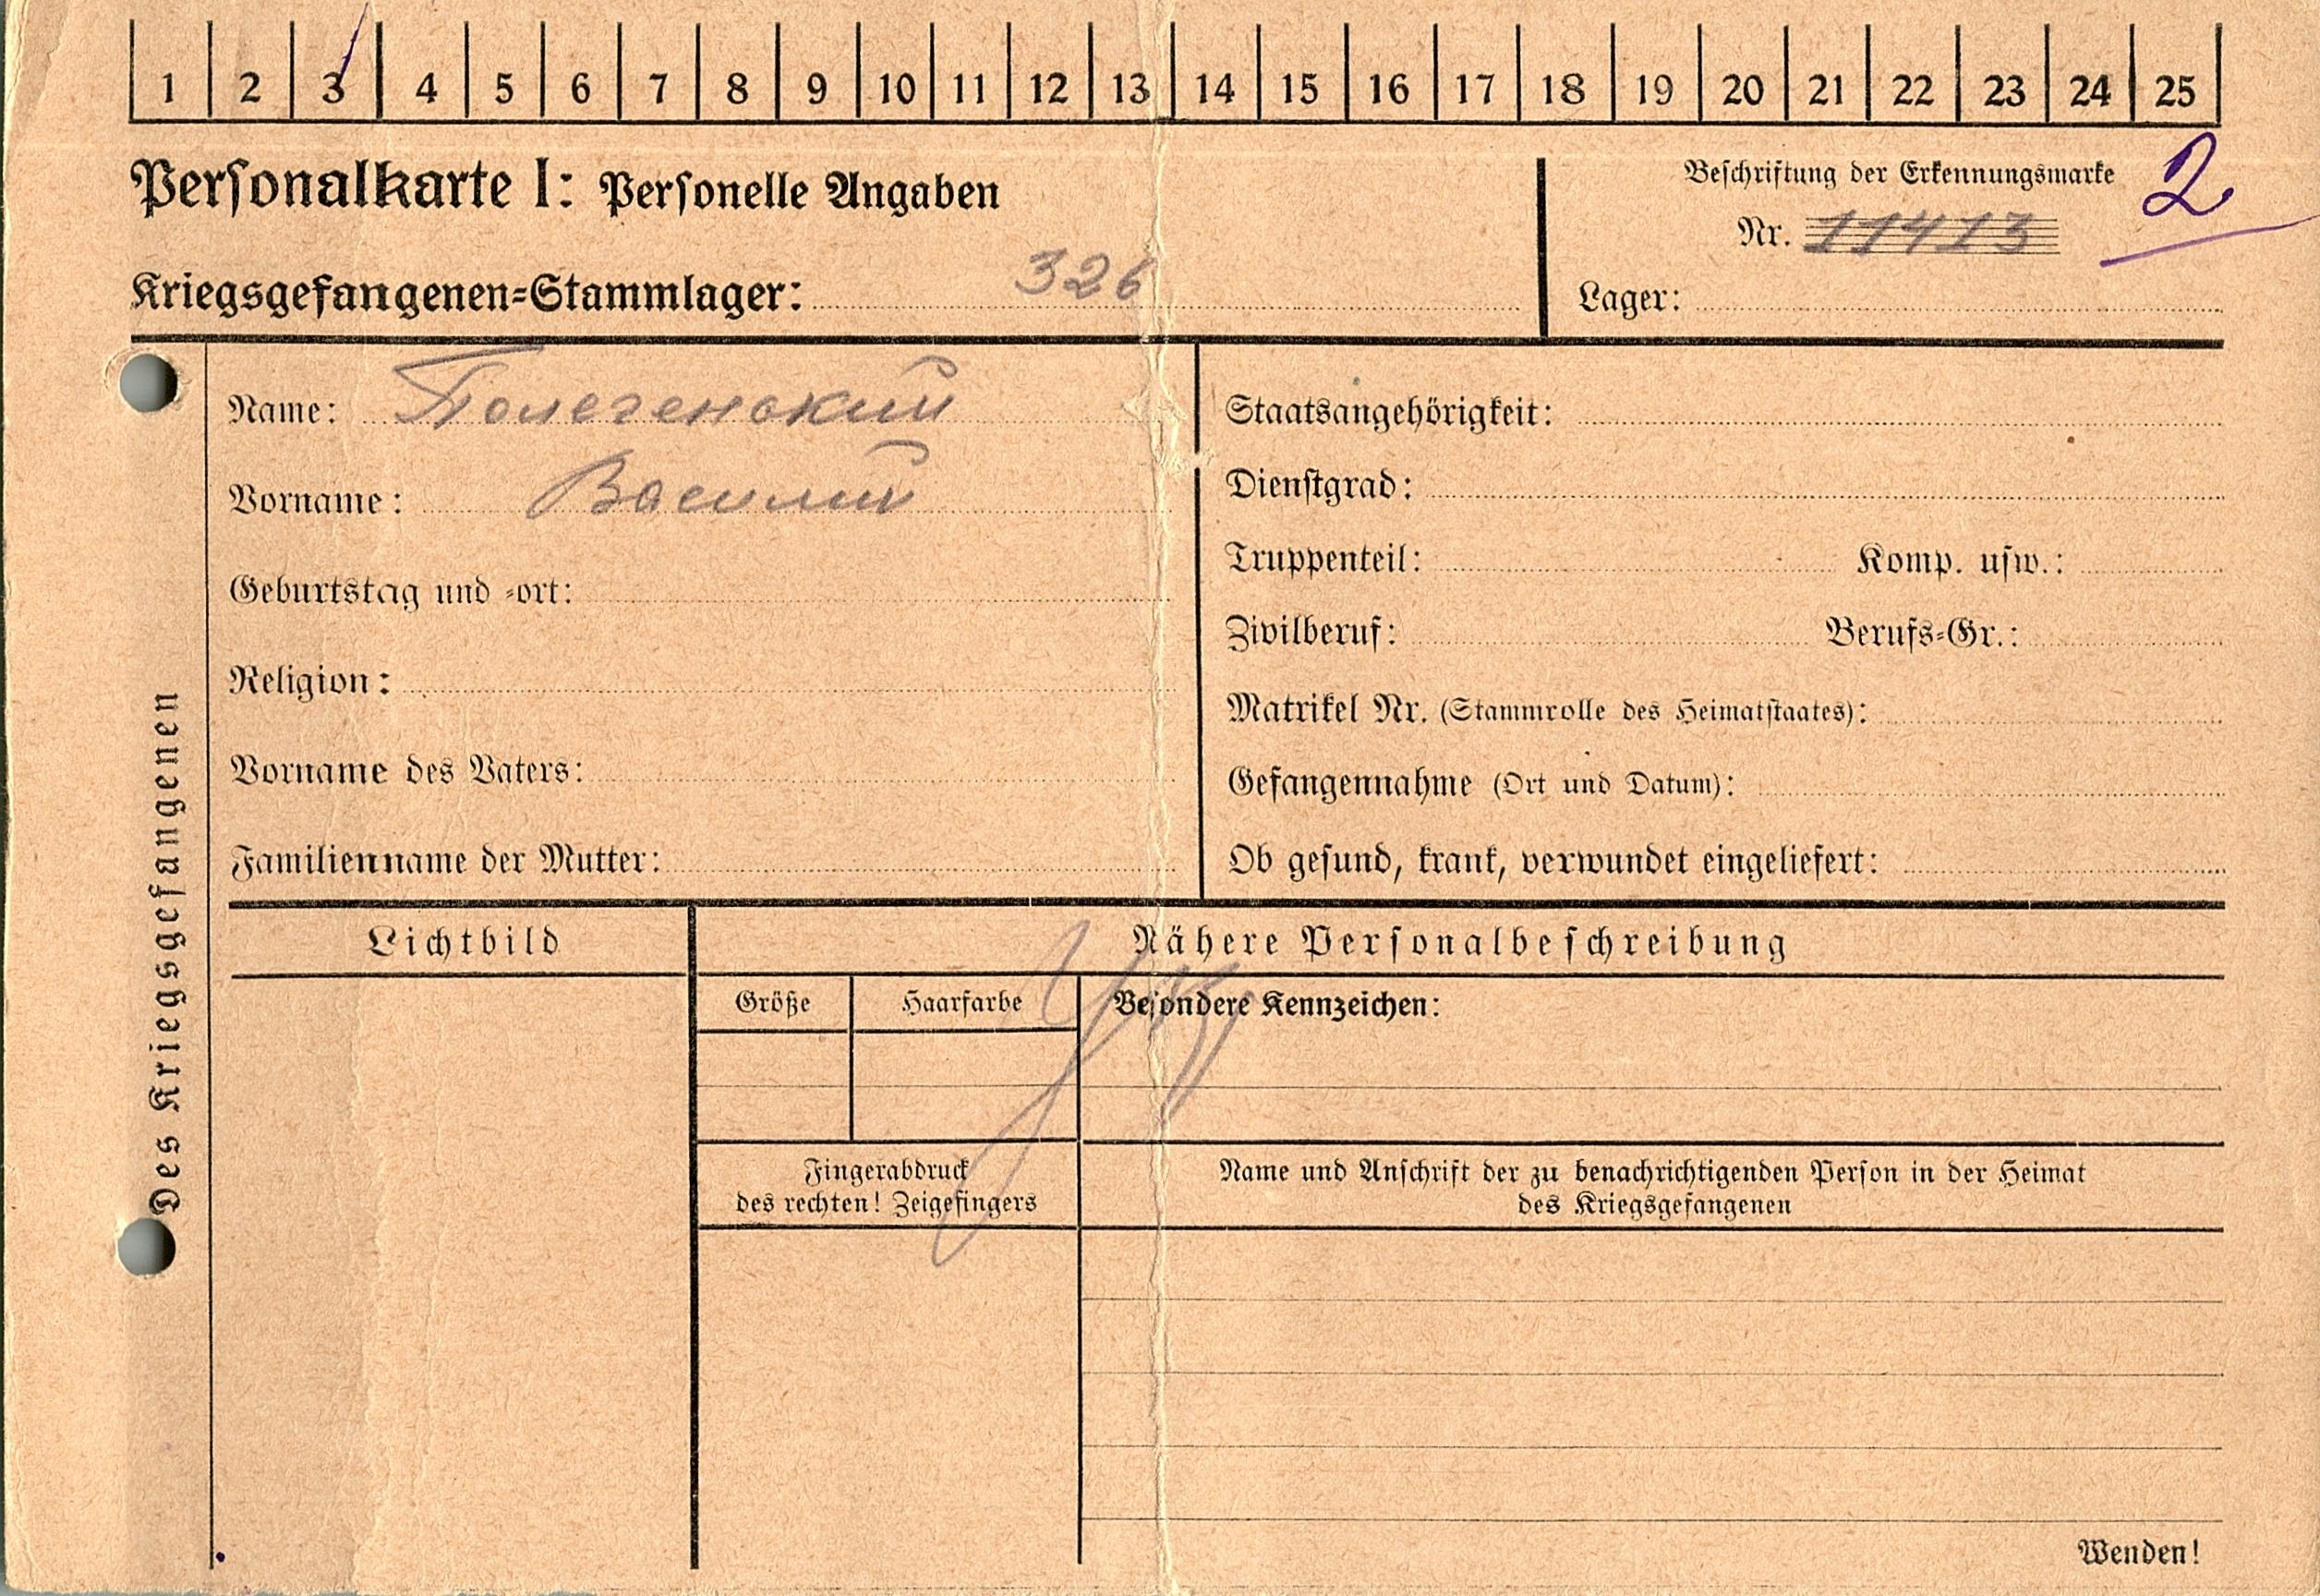 1 2 3 4 5 6 7 8 9 10 11 12 13 14 15 16 17 18 19 20 21 22 23 24 25
Personalkarte I: Personelle Angaben
Beschriftung der Erkennungsmarke
2
Nr. 11413
Kriegsgefangenen=Stammlager: 326
Lager:
Des Kriegsgefangenen
Name: Полегенский
Vorname: Василий
Geburtstag und -ort:
Religion:
Vorname des Vaters:
Familienname der Mutter:
Staatsangehörigkeit:
Dienstgrad:
Truppenteil: Komp. usw.:
Zivilberuf: Berufs=Gr.:
Matrikel Nr. (Stammrolle des Heimatstaates):
Gefangennahme (Ort und Datum):
Ob gesund, krank, verwundet eingeliefert:
Lichtbild
Nähere Personalbeschreibung
Größe
Haarfarbe
Besondere Kennzeichen:
Fingerabdruck
des rechten! Zeigefingers
Name und Anschrift der zu benachrichtigenden Person in der Heimat
des Kriegsgefangenen
Wenden!